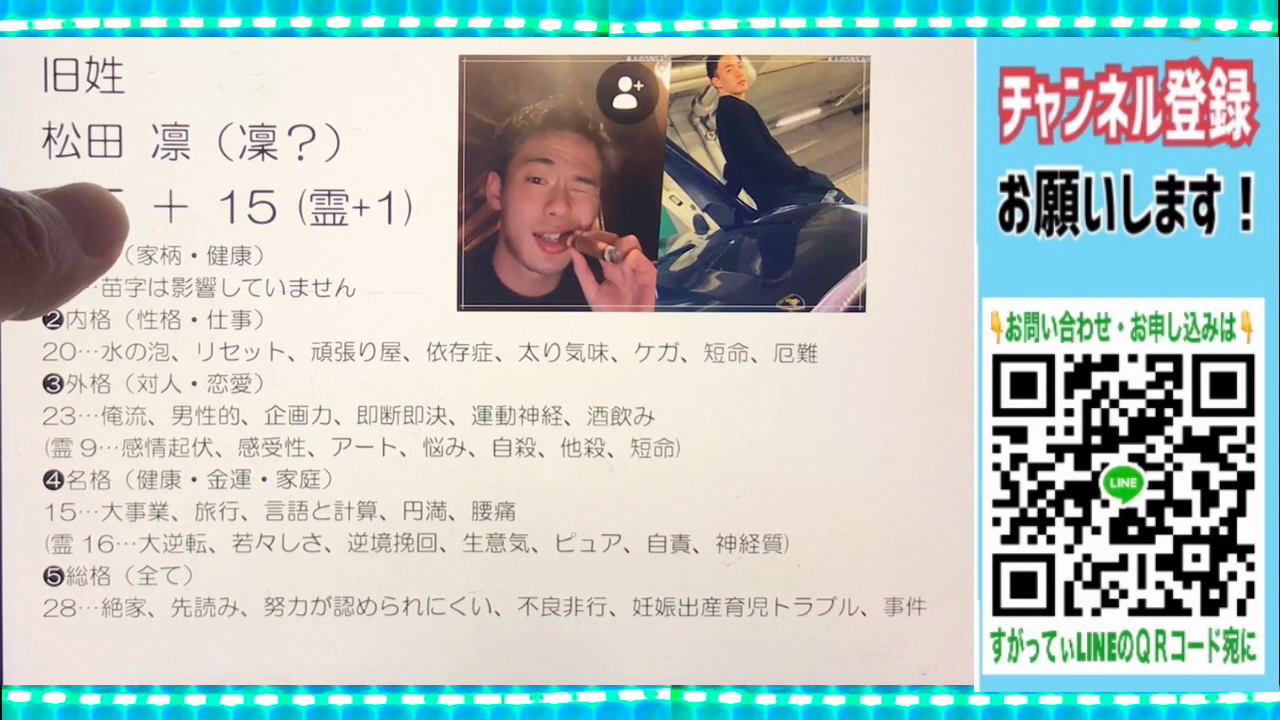 旧姓
松田 凛（凜？）
＋ 15 (霊+1)
（家柄・健康）
…苗字は影響していません
❷内格（性格・仕事）
20…水の泡、リセット、頑張り屋、依存症、太り気味、ケガ、短命、厄難
❸外格（対人・恋愛）
23…俺流、男性的、企画力、即断即決、運動神経、酒飲み
(霊 9…感情起伏、感受性、アート、悩み、自殺、他殺、短命)
❹名格（健康・金運・家庭）
15…大事業、旅行、言語と計算、円満、腰痛
(霊 16…大逆転、若々しさ、逆境挽回、生意気、ピュア、自責、神経質)
❺総格（全て）
28…絶家、先読み、努力が認められにくい、不良非行、妊娠出産育児トラブル、事件
チャンネル登録
お願いします！
👇お問い合わせ・お申し込みは👇
LINE
すがってぃLINEのQRコード宛に